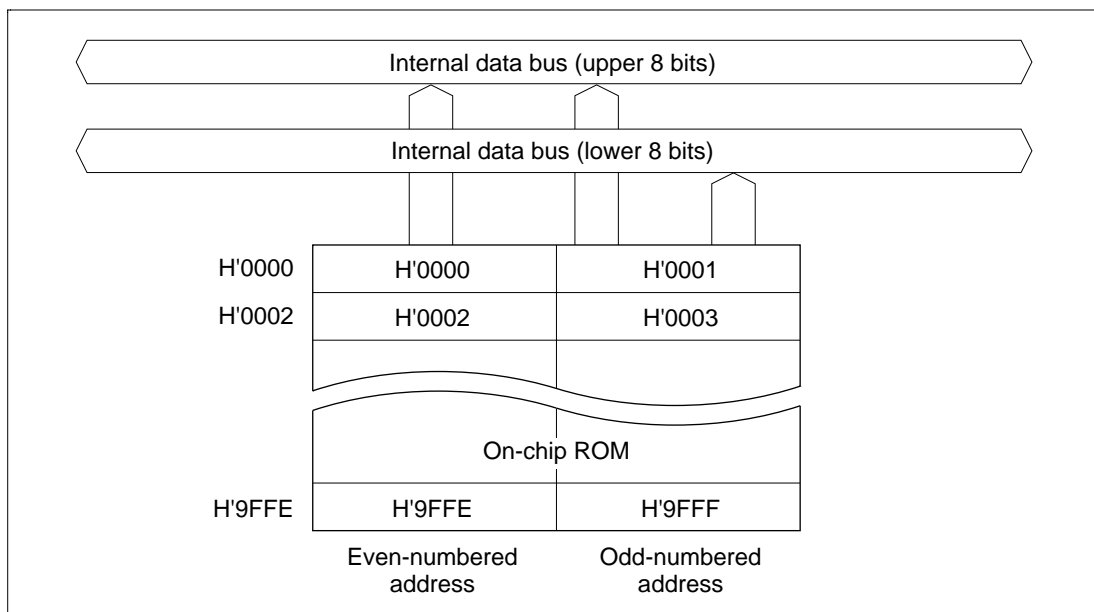 Internal data bus (upper 8 bits)
Internal data bus (lower 8 bits)
H'0000 H'0000 H'0001
H'0002 H'0002 H'0003
On-chip ROM
H'9FFE H'9FFE H'9FFF
Even-numbered address
Odd-numbered address